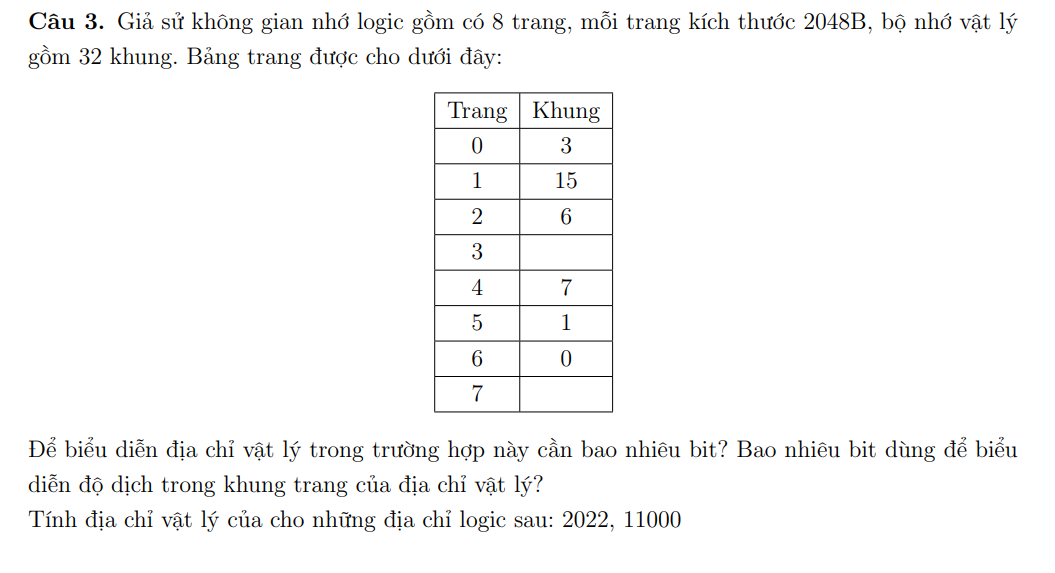 Câu 3. Giả sử không gian nhớ logic gồm có 8 trang, mỗi trang kích thước 2048B, bộ nhớ vật lý
gồm 32 khung. Bảng trang được cho dưới đây:
Trang Khung
0 3
1 15
2 6
3
4 7
5 1
6 0
7
Để biểu diễn địa chỉ vật lý trong trường hợp này cần bao nhiêu bit? Bao nhiêu bit dùng để biểu
diễn độ dịch trong khung trang của địa chỉ vật lý?
Tính địa chỉ vật lý của cho những địa chỉ logic sau: 2022, 11000